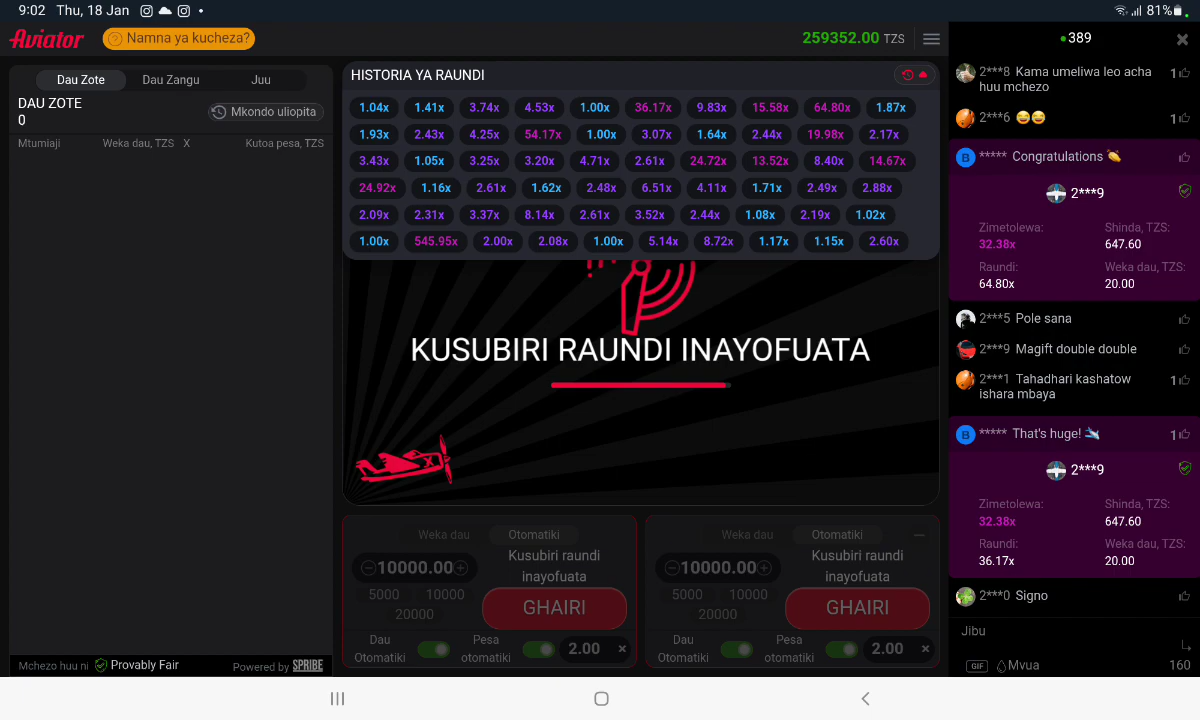 9:02 Thu, 18 Jan
81%
Aviator
Namna ya kucheza?
259352.00 TZS
389
Dau Zote Dau Zangu Juu
DAU ZOTE
0
Mkondo uliopita
Mtumiaji Weka dau, TZS X Kutoa pesa, TZS
HISTORIA YA RAUNDI
1.04x 1.41x 3.74x 4.53x 1.00x 36.17x 9.83x 15.58x 64.80x 1.87x
1.93x 2.43x 4.25x 54.17x 1.00x 3.07x 1.64x 2.44x 19.98x 2.17x
3.43x 1.05x 3.25x 3.20x 4.71x 2.61x 24.72x 13.52x 8.40x 14.67x
24.92x 1.16x 2.61x 1.62x 2.48x 6.51x 4.11x 1.71x 2.49x 2.88x
2.09x 2.31x 3.37x 8.14x 2.61x 3.52x 2.44x 1.08x 2.19x 1.02x
1.00x 545.95x 2.00x 2.08x 1.00x 5.14x 8.72x 1.17x 1.15x 2.60x
KUSUBIRI RAUNDI INAYOFUATA
Weka dau Otomatiki
10000.00
5000 10000
20000
Kusubiri raundi
inayofuata
GHAIRI
Dau
Otomatiki
Pesa
otomatiki
2.00 ×
Weka dau Otomatiki
10000.00
5000 10000
20000
Kusubiri raundi
inayofuata
GHAIRI
Dau
Otomatiki
Pesa
otomatiki
2.00 ×
Mchezo huu ni Provably Fair
Powered by SPRIBE
2***8 Kama umeliwa leo acha
huu mchezo
1
2***6 😂😂
1
B ***** Congratulations 👏
2***9
Zimetolewa: Shinda, TZS:
32.38x 647.60
Raundi: Weka dau, TZS:
64.80x 20.00
2***5 Pole sana
2***9 Magift double double
2***1 Tahadhari kashatow
ishara mbaya
1
B ***** That's huge! 🛩
1
2***9
Zimetolewa: Shinda, TZS:
32.38x 647.60
Raundi: Weka dau, TZS:
36.17x 20.00
2***0 Signo
Jibu
GIF Mvua 160